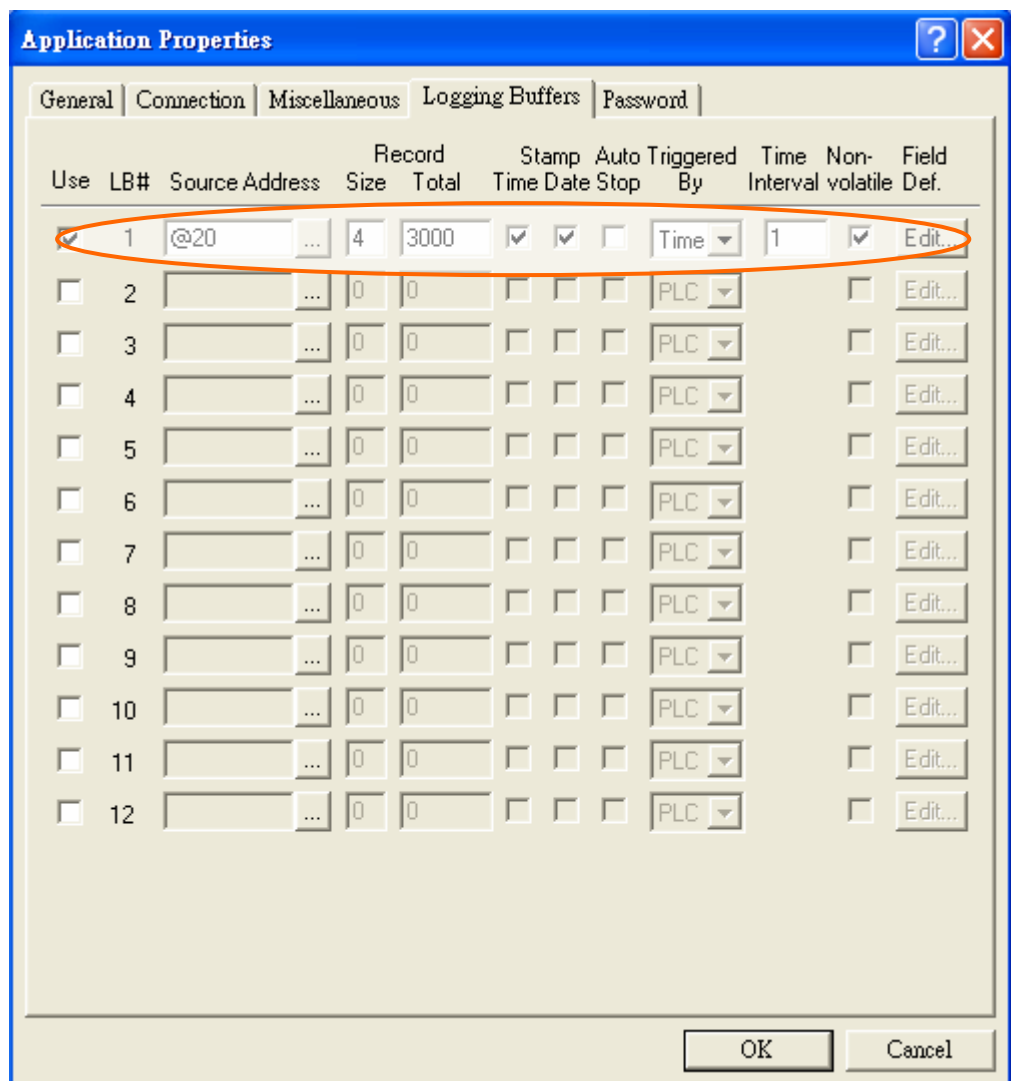 Application Properties
General Connection Miscellaneous Logging Buffers Password
Record Stamp Auto Triggered Time Non- Field
Use LB# Source Address Size Total Time Date Stop By Interval volatile Def.
1 @20 ... 4 3000 Time 1 Edit...
2 ... 0 0 PLC Edit...
3 ... 0 0 PLC Edit...
4 ... 0 0 PLC Edit...
5 ... 0 0 PLC Edit...
6 ... 0 0 PLC Edit...
7 ... 0 0 PLC Edit...
8 ... 0 0 PLC Edit...
9 ... 0 0 PLC Edit...
10 ... 0 0 PLC Edit...
11 ... 0 0 PLC Edit...
12 ... 0 0 PLC Edit...
OK Cancel